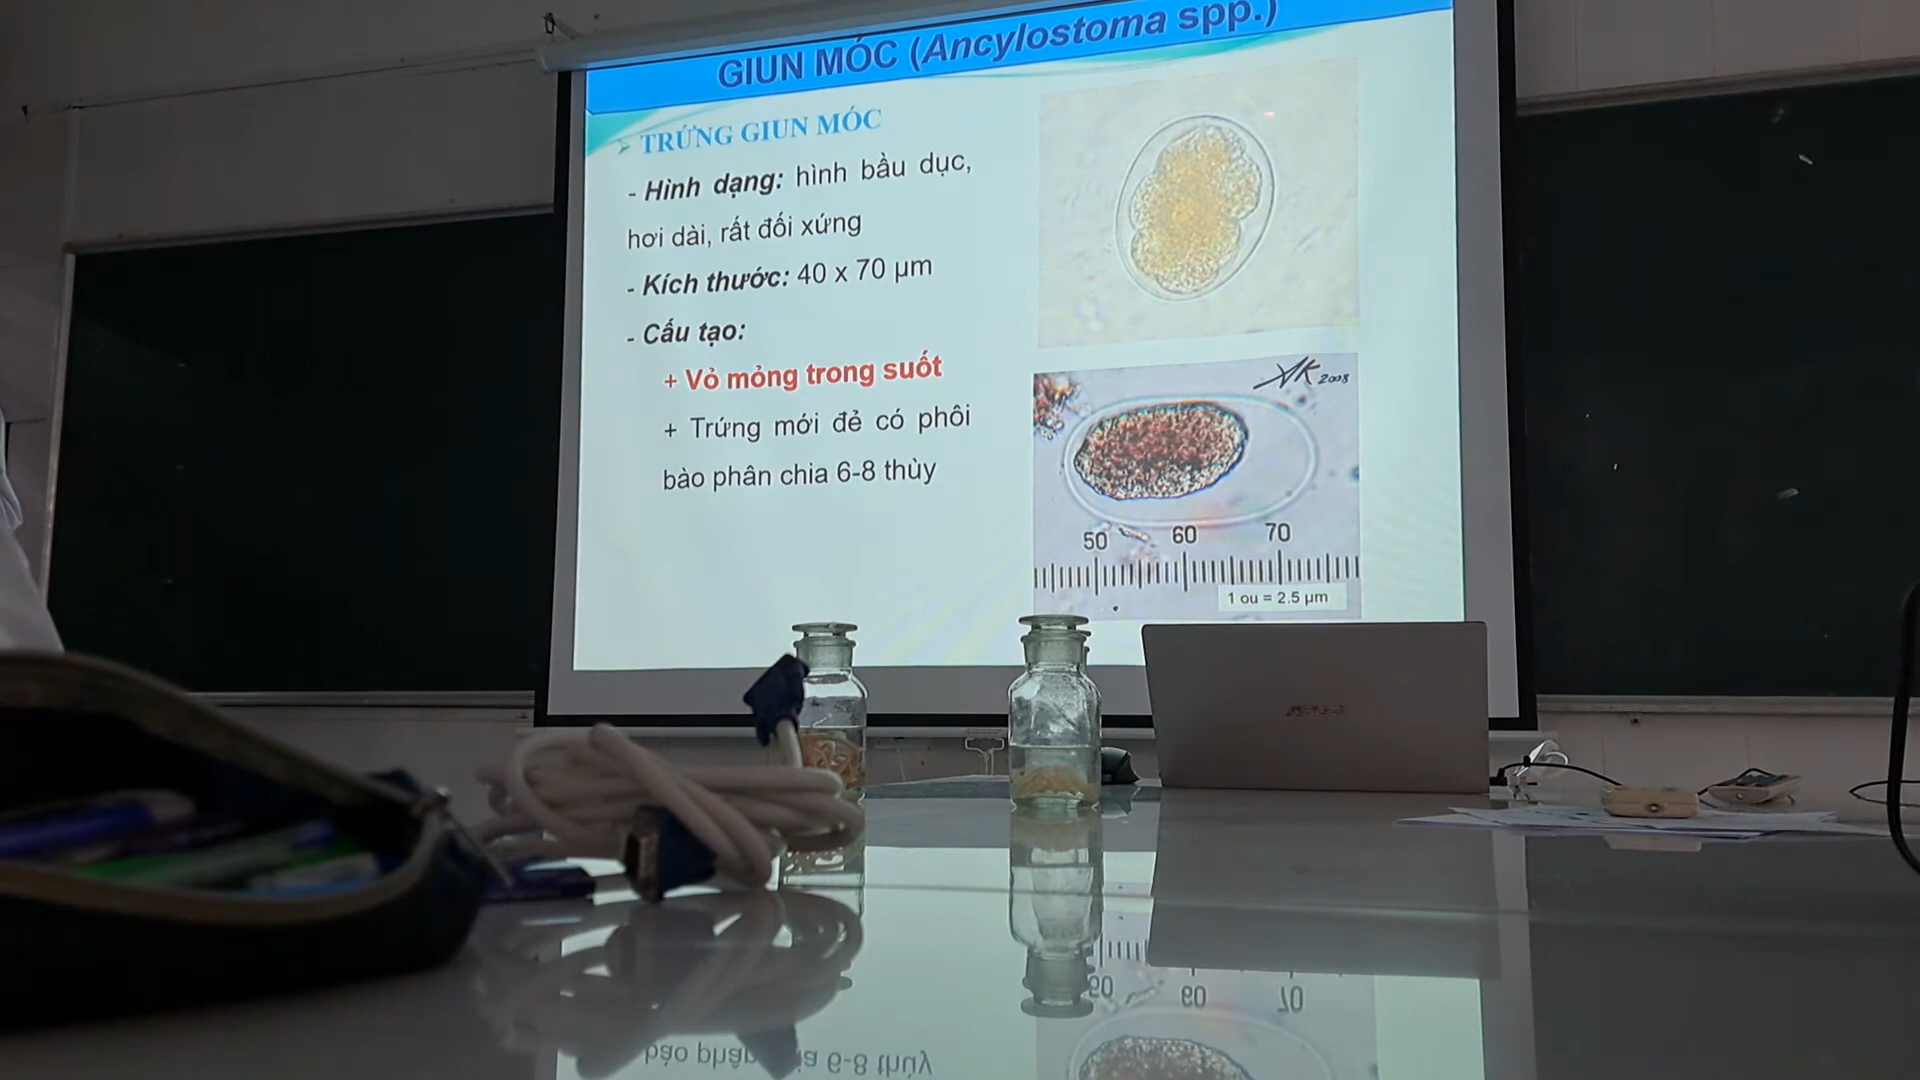 GIUN MÓC (Ancylostoma spp.)
TRỨNG GIUN MÓC
- Hình dạng: hình bầu dục,
hơi dài, rất đối xứng
- Kích thước: 40 x 70 µm
- Cấu tạo:
+ Vỏ mỏng trong suốt
+ Trứng mới đẻ có phôi
bào phân chia 6-8 thùy
2008
50 60 70
1 ou = 2.5 µm
ASUS